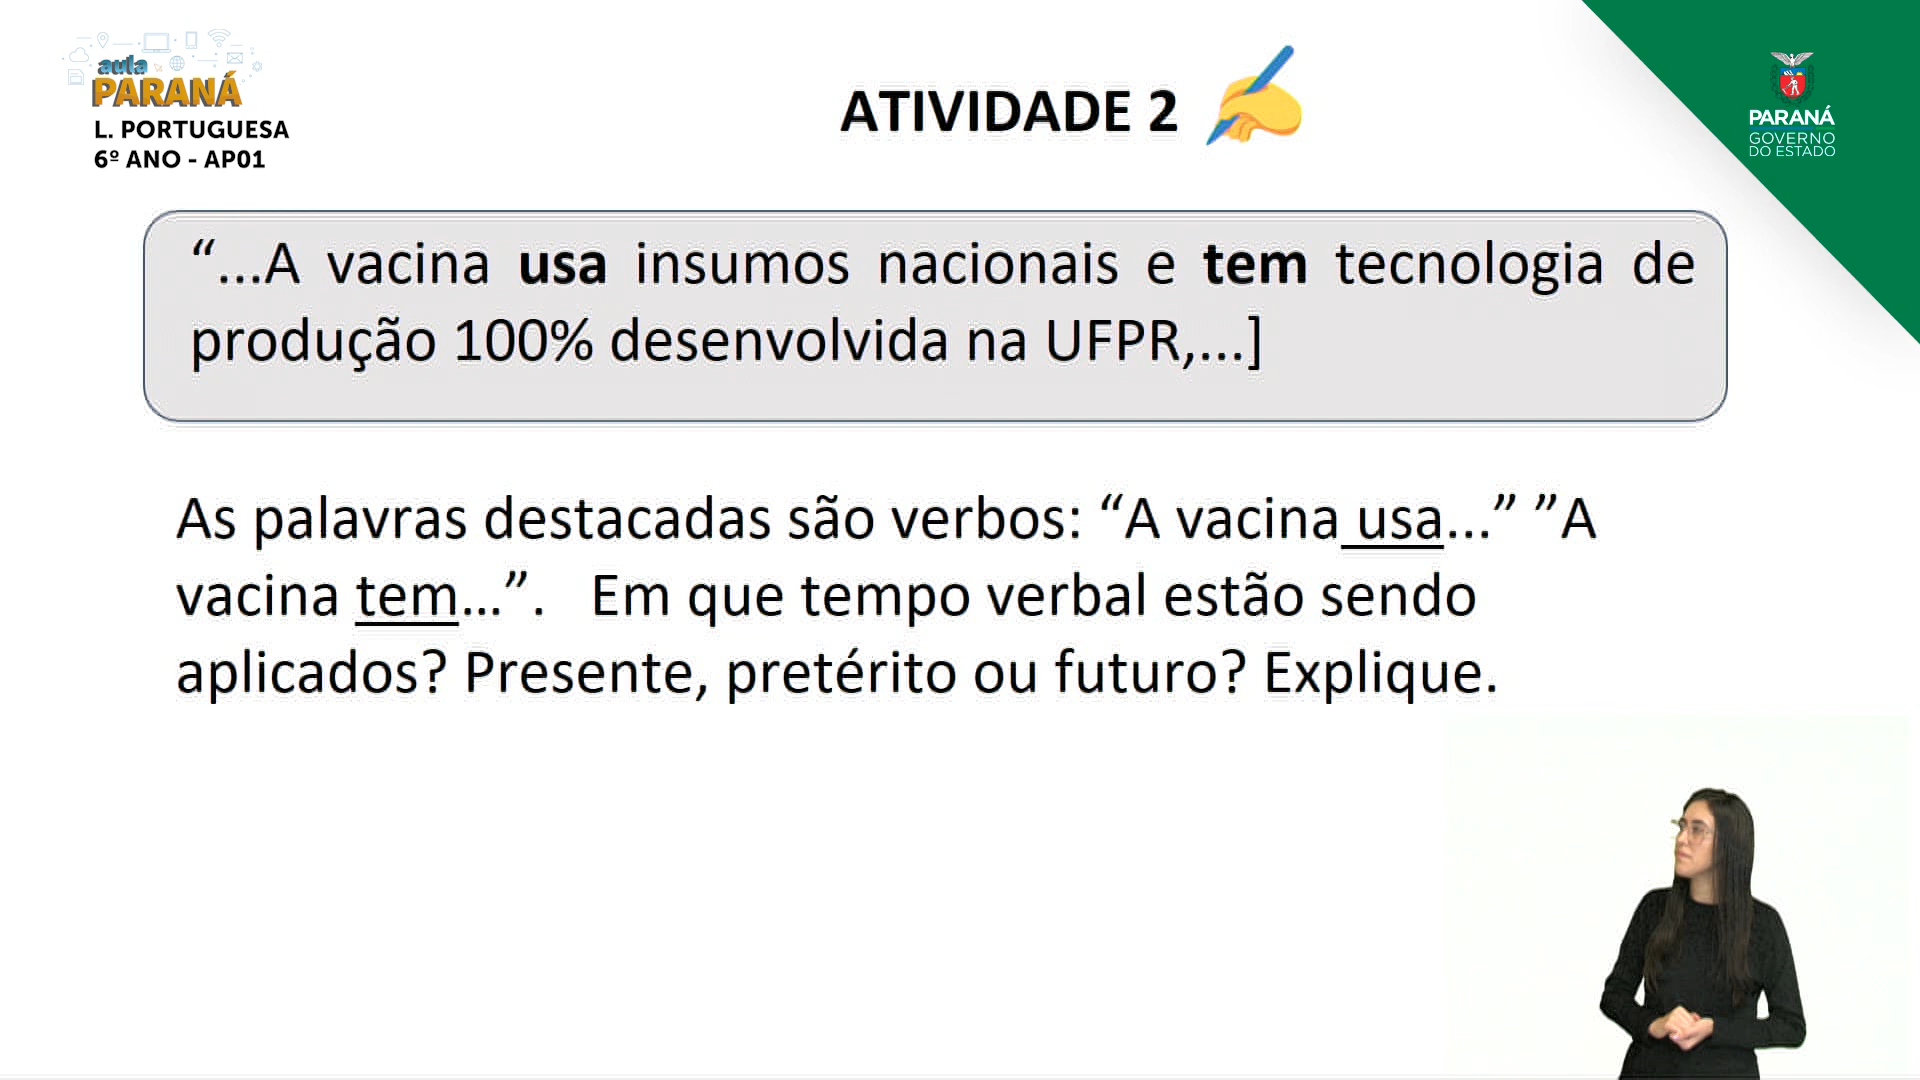 aula
PARANÁ
L. PORTUGUESA
6º ANO - AP01
ATIVIDADE 2
PARANÁ
GOVERNO
DO ESTADO
“...A vacina usa insumos nacionais e tem tecnologia de
produção 100% desenvolvida na UFPR,...]
As palavras destacadas são verbos: “A vacina usa...” ”A
vacina tem...”. Em que tempo verbal estão sendo
aplicados? Presente, pretérito ou futuro? Explique.